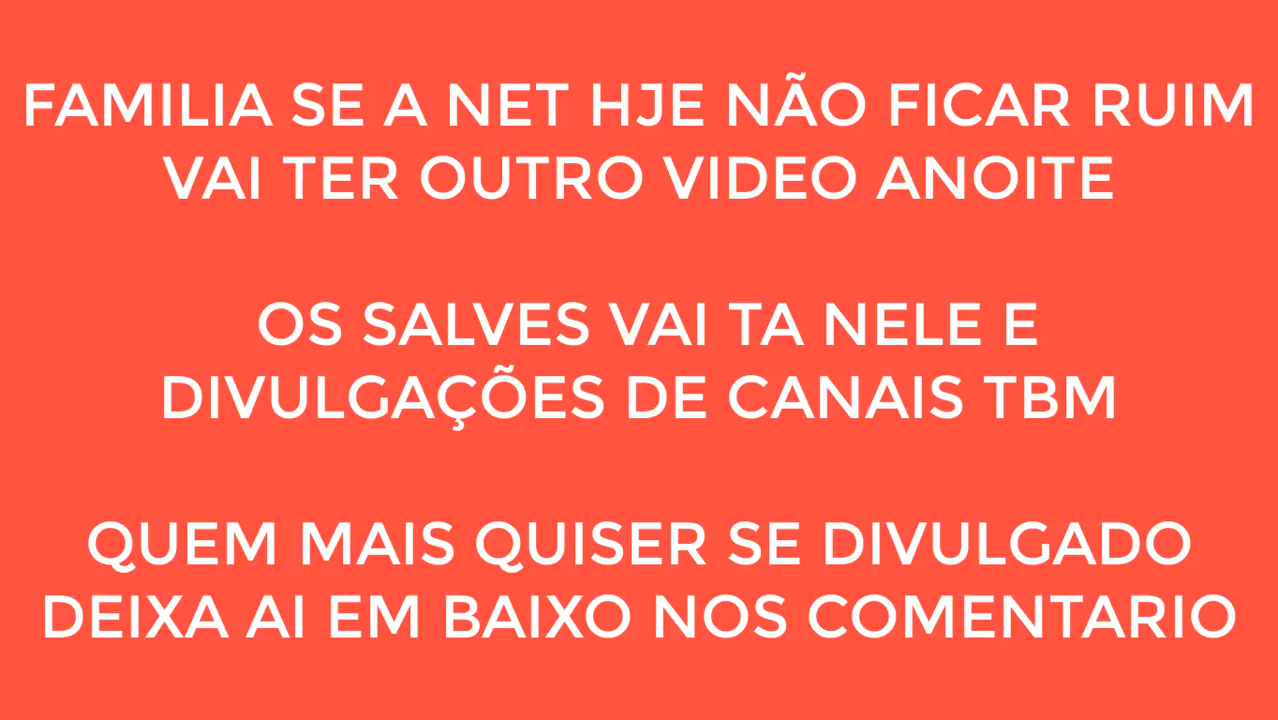 FAMILIA SE A NET HJE NÃO FICAR RUIM
VAI TER OUTRO VIDEO ANOITE
OS SALVES VAI TA NELE E
DIVULGAÇÕES DE CANAIS TBM
QUEM MAIS QUISER SE DIVULGADO
DEIXA AI EM BAIXO NOS COMENTARIO